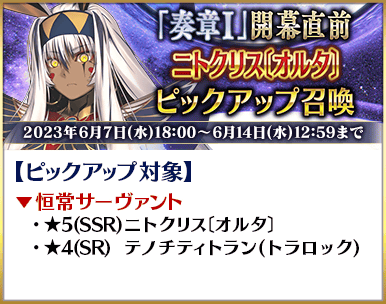 「奏章Ⅰ」開幕直前
ニトクリス〔オルタ〕
ピックアップ召喚
2023年6月7日(水)18:00～6月14日(水)12:59まで
【ピックアップ対象】
▼恒常サーヴァント
・★5(SSR)ニトクリス〔オルタ〕
・★4(SR) テノチティトラン(トラロック)